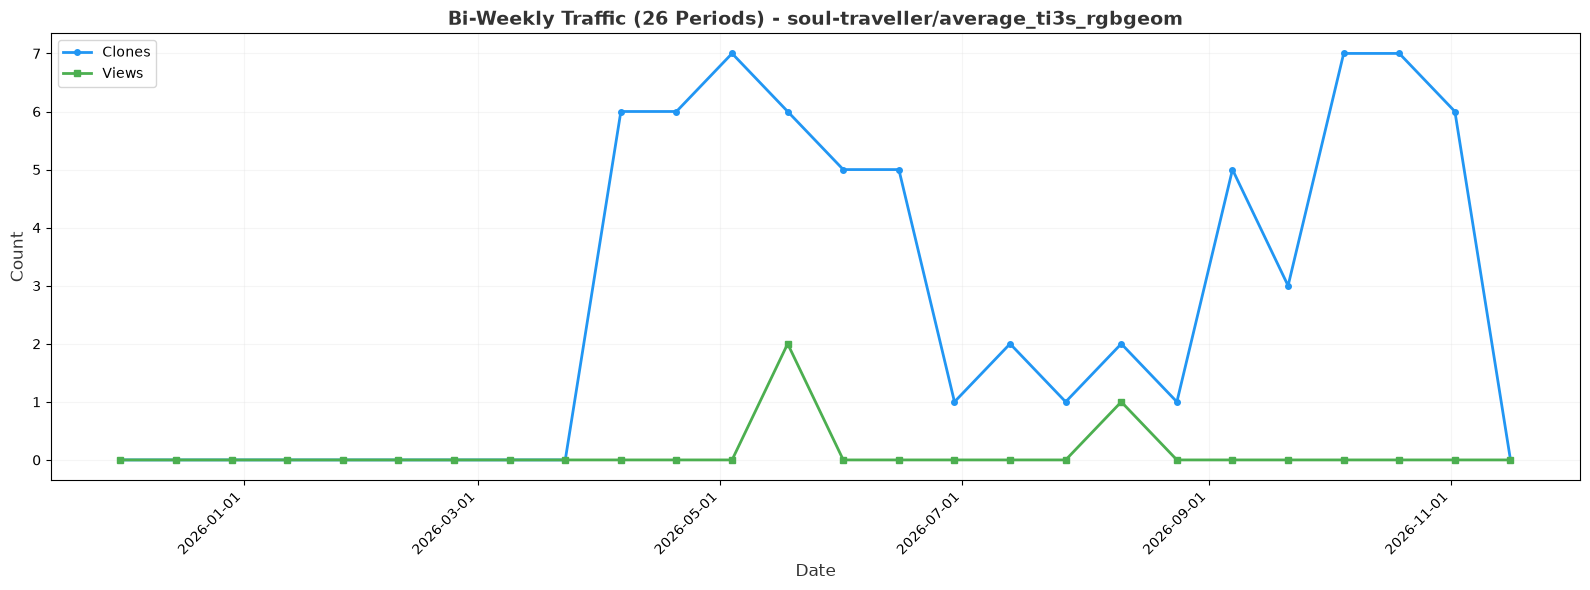 Bi-Weekly Traffic (26 Periods) - soul-traveller/average_ti3s_rgbgeom
Clones
Views
7
6
5
4
3
2
1
0
Count
2026-01-01
2026-03-01
2026-05-01
2026-07-01
2026-09-01
2026-11-01
Date